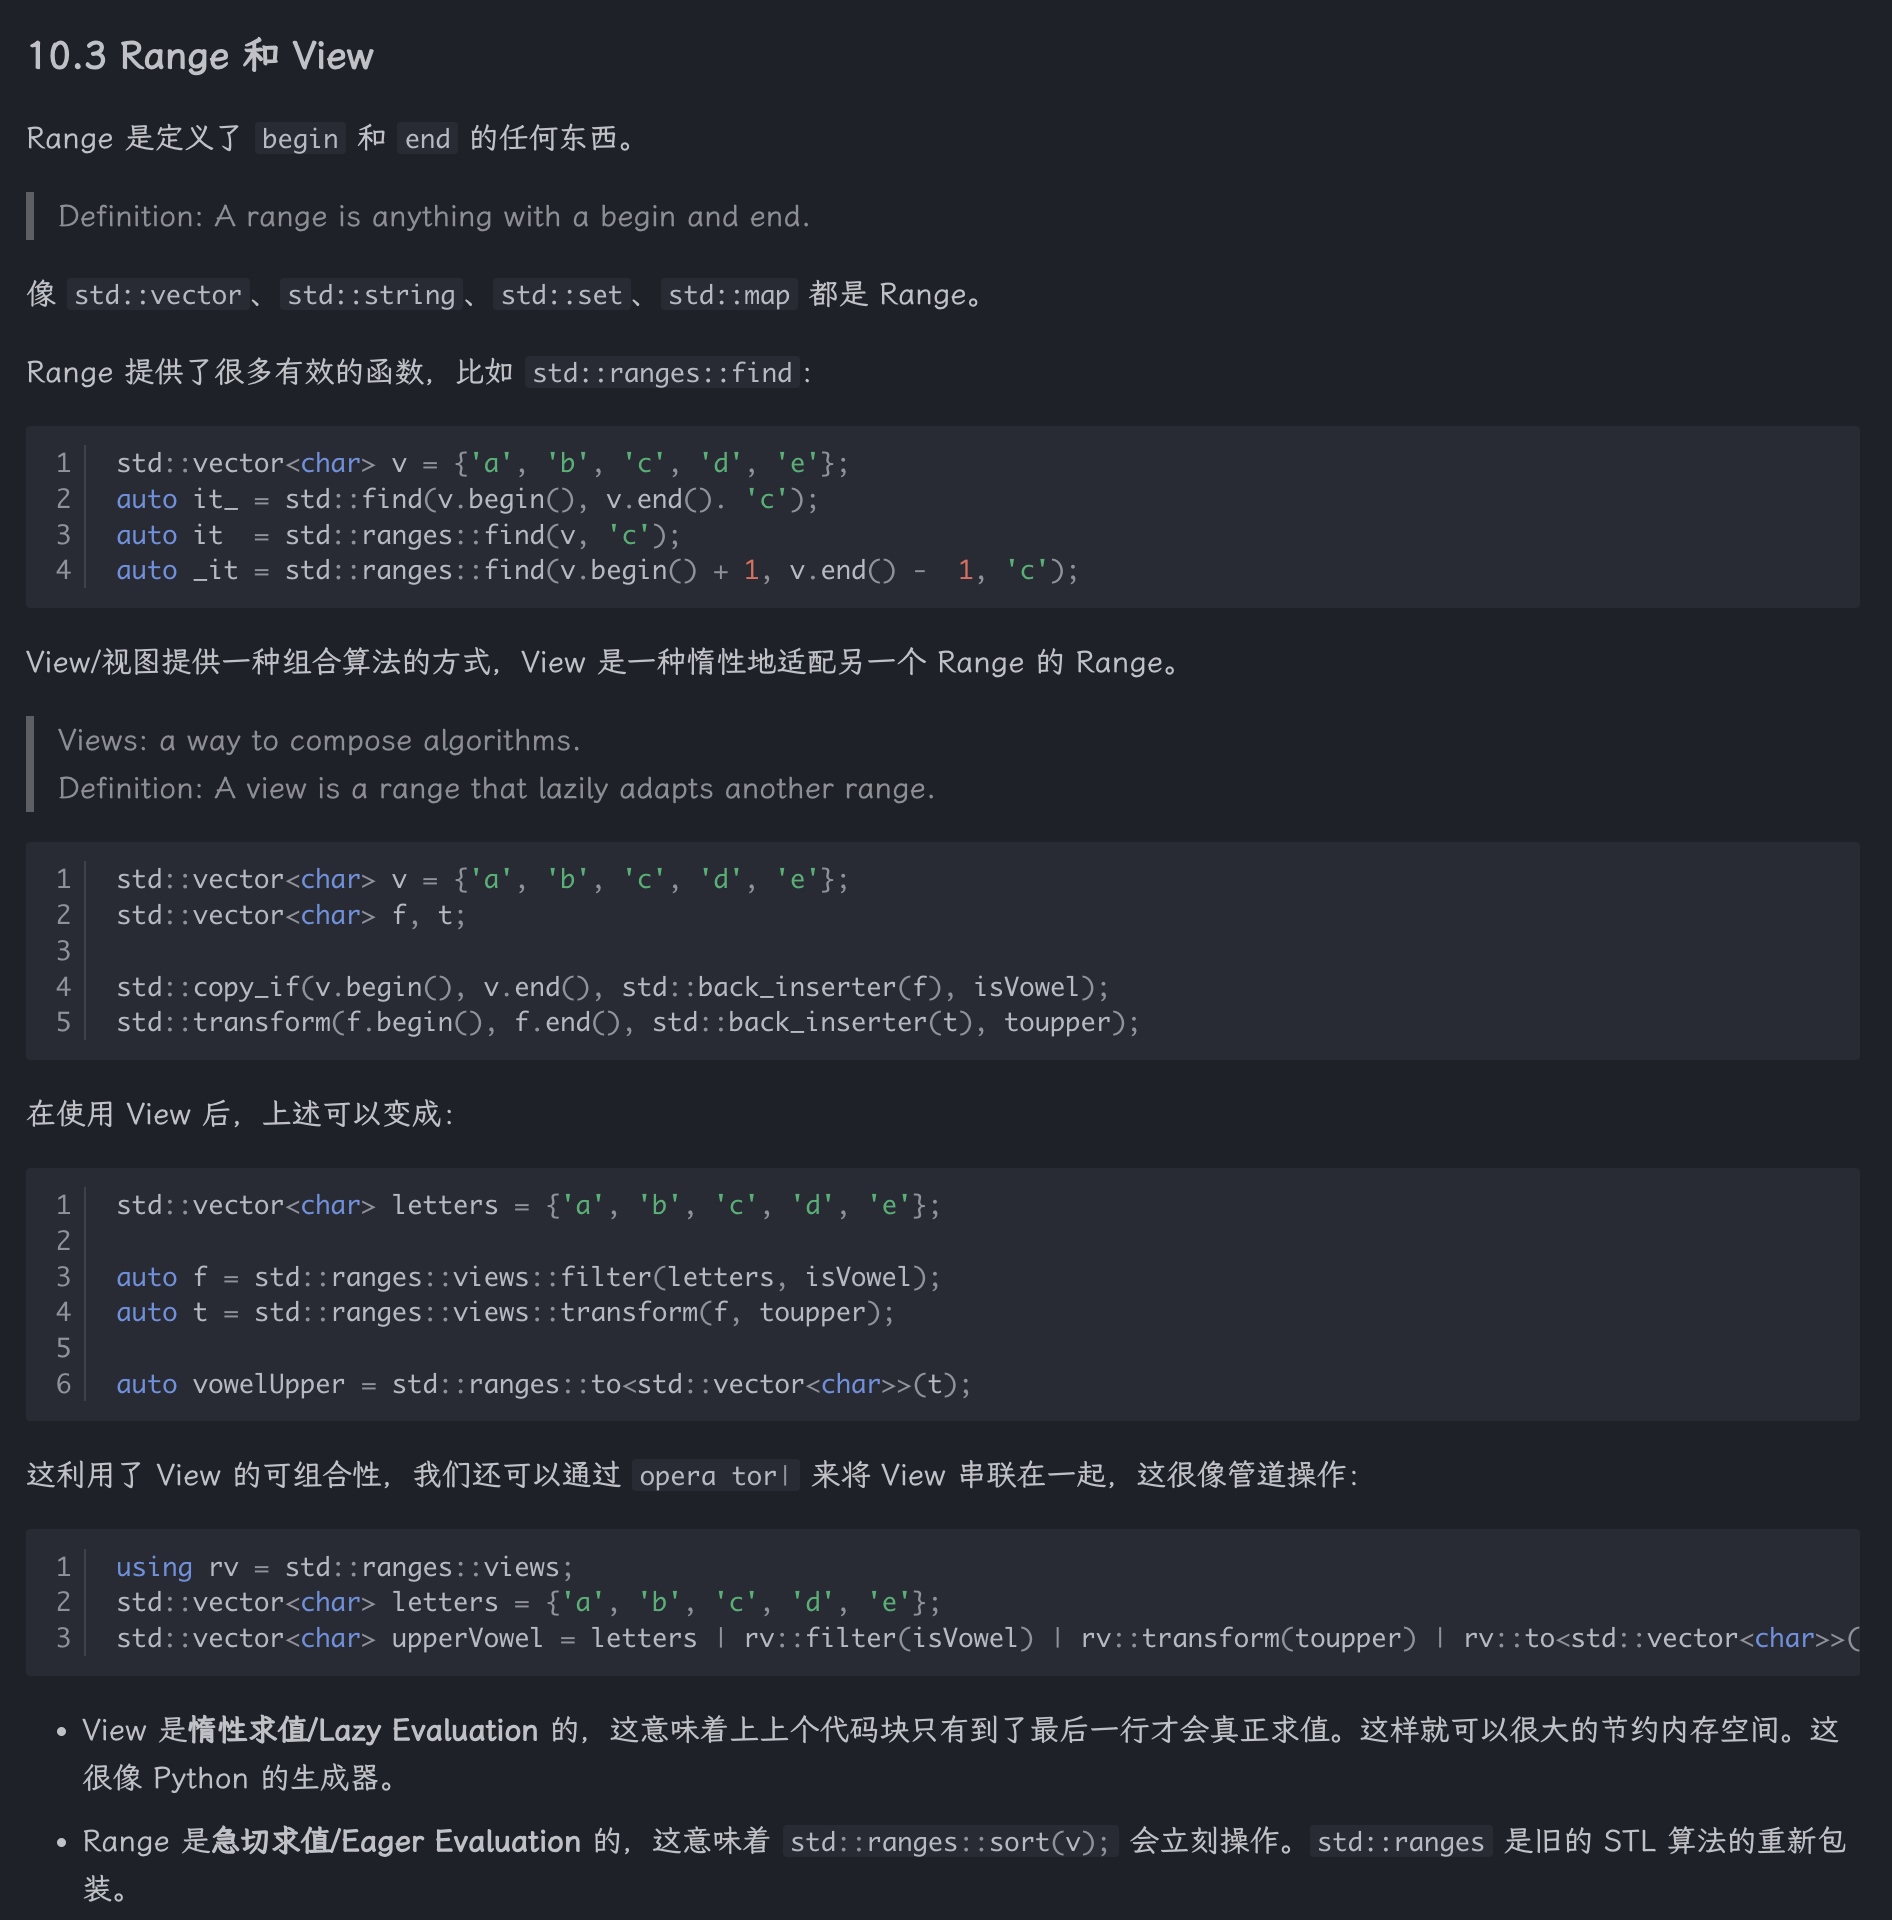 10.3 Range 和 View
Range 是定义了 begin 和 end 的任何东西。
Definition: A range is anything with a begin and end.
像 std::vector、std::string、std::set、std::map 都是 Range。
Range 提供了很多有效的函数，比如 std::ranges::find：
1 std::vector<char> v = {'a', 'b', 'c', 'd', 'e'};
2 auto it_ = std::find(v.begin(), v.end(). 'c');
3 auto it  = std::ranges::find(v, 'c');
4 auto _it = std::ranges::find(v.begin() + 1, v.end() -  1, 'c');
View/视图提供一种组合算法的方式，View 是一种惰性地适配另一个 Range 的 Range。
Views: a way to compose algorithms.
Definition: A view is a range that lazily adapts another range.
1 std::vector<char> v = {'a', 'b', 'c', 'd', 'e'};
2 std::vector<char> f, t;
3
4 std::copy_if(v.begin(), v.end(), std::back_inserter(f), isVowel);
5 std::transform(f.begin(), f.end(), std::back_inserter(t), toupper);
在使用 View 后，上述可以变成：
1 std::vector<char> letters = {'a', 'b', 'c', 'd', 'e'};
2
3 auto f = std::ranges::views::filter(letters, isVowel);
4 auto t = std::ranges::views::transform(f, toupper);
5
6 auto vowelUpper = std::ranges::to<std::vector<char>>(t);
这利用了 View 的可组合性，我们还可以通过 opera tor| 来将 View 串联在一起，这很像管道操作：
1 using rv = std::ranges::views;
2 std::vector<char> letters = {'a', 'b', 'c', 'd', 'e'};
3 std::vector<char> upperVowel = letters | rv::filter(isVowel) | rv::transform(toupper) | rv::to<std::vector<char>>(
• View 是惰性求值/Lazy Evaluation 的，这意味着上上个代码块只有到了最后一行才会真正求值。这样就可以很大的节约内存空间。这
很像 Python 的生成器。
• Range 是急切求值/Eager Evaluation 的，这意味着 std::ranges::sort(v); 会立刻操作。std::ranges 是旧的 STL 算法的重新包
装。